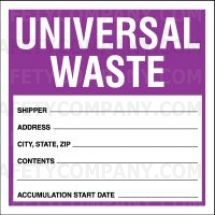 UNIVERSAL
WASTE
SHIPPER
ADDRESS
CITY, STATE, ZIP
CONTENTS
ACCUMULATION START DATE